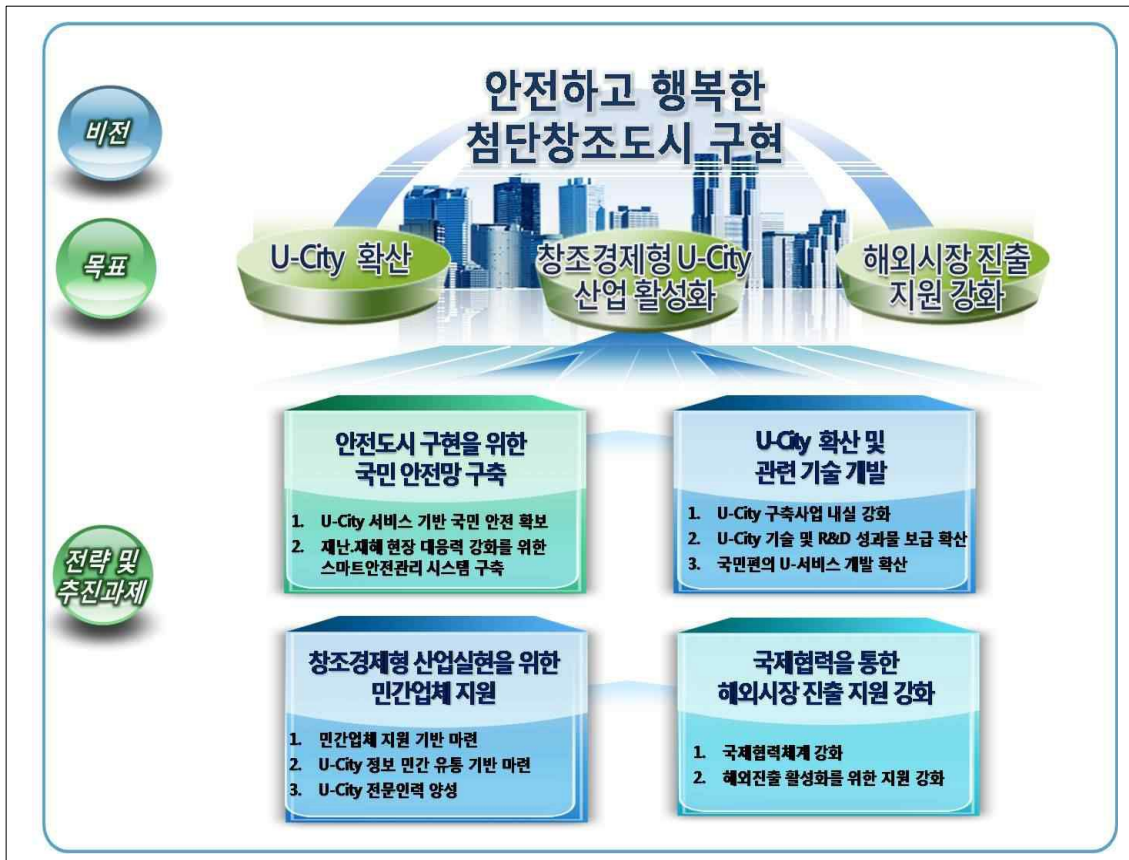 비전
안전하고 행복한
첨단창조도시 구현
목표
U-City 확산
창조경제형 U-City
산업 활성화
해외시장 진출
지원 강화
전략 및
추진과제
안전도시 구현을 위한
국민 안전망 구축
1. U-City 서비스 기반 국민 안전 확보
2. 재난.재해 현장 대응력 강화를 위한
스마트안전관리 시스템 구축
U-City 확산 및
관련 기술 개발
1. U-City 구축사업 내실 강화
2. U-City 기술 및 R&D 성과물 보급 확산
3. 국민편의 U-서비스 개발 확산
창조경제형 산업실현을 위한
민간업체 지원
1. 민간업체 지원 기반 마련
2. U-City 정보 민간 유통 기반 마련
3. U-City 전문인력 양성
국제협력을 통한
해외시장 진출 지원 강화
1. 국제협력체계 강화
2. 해외진출 활성화를 위한 지원 강화